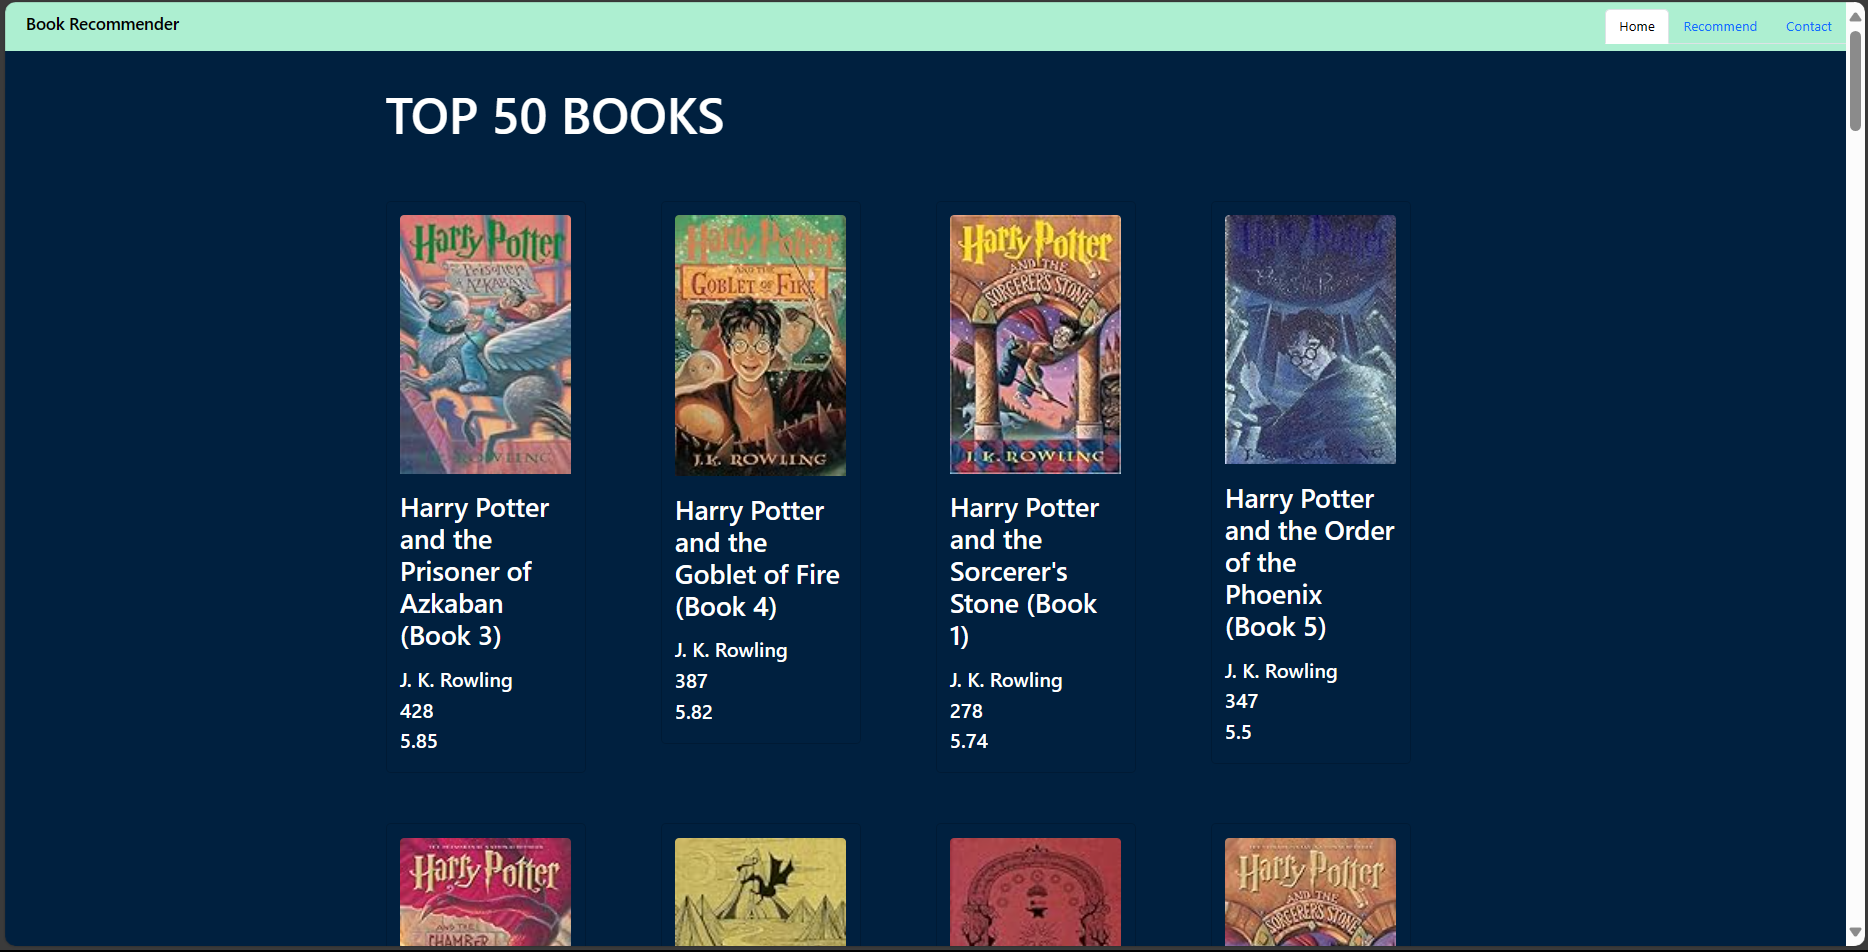 Book Recommender
Home
Recommend
Contact
TOP 50 BOOKS
Harry Potter
Prisoner
AZKABAN
J.K. ROWLING
Harry Potter
and the
Prisoner of
Azkaban
(Book 3)
J. K. Rowling
428
5.85
Harry Potter
AND THE
GOBLET OF FIRE
J.K. ROWLING
Harry Potter
and the
Goblet of Fire
(Book 4)
J. K. Rowling
387
5.82
Harry Potter
AND THE
SORCERER'S STONE
J.K. ROWLING
Harry Potter
and the
Sorcerer's
Stone (Book
1)
J. K. Rowling
278
5.74
Harry Potter
Harry Potter
and the Order
of the
Phoenix
(Book 5)
J. K. Rowling
347
5.5
Harry Potter
AND THE
CHAMBER
Harry Potter
AND THE
SORCERER'S STONE